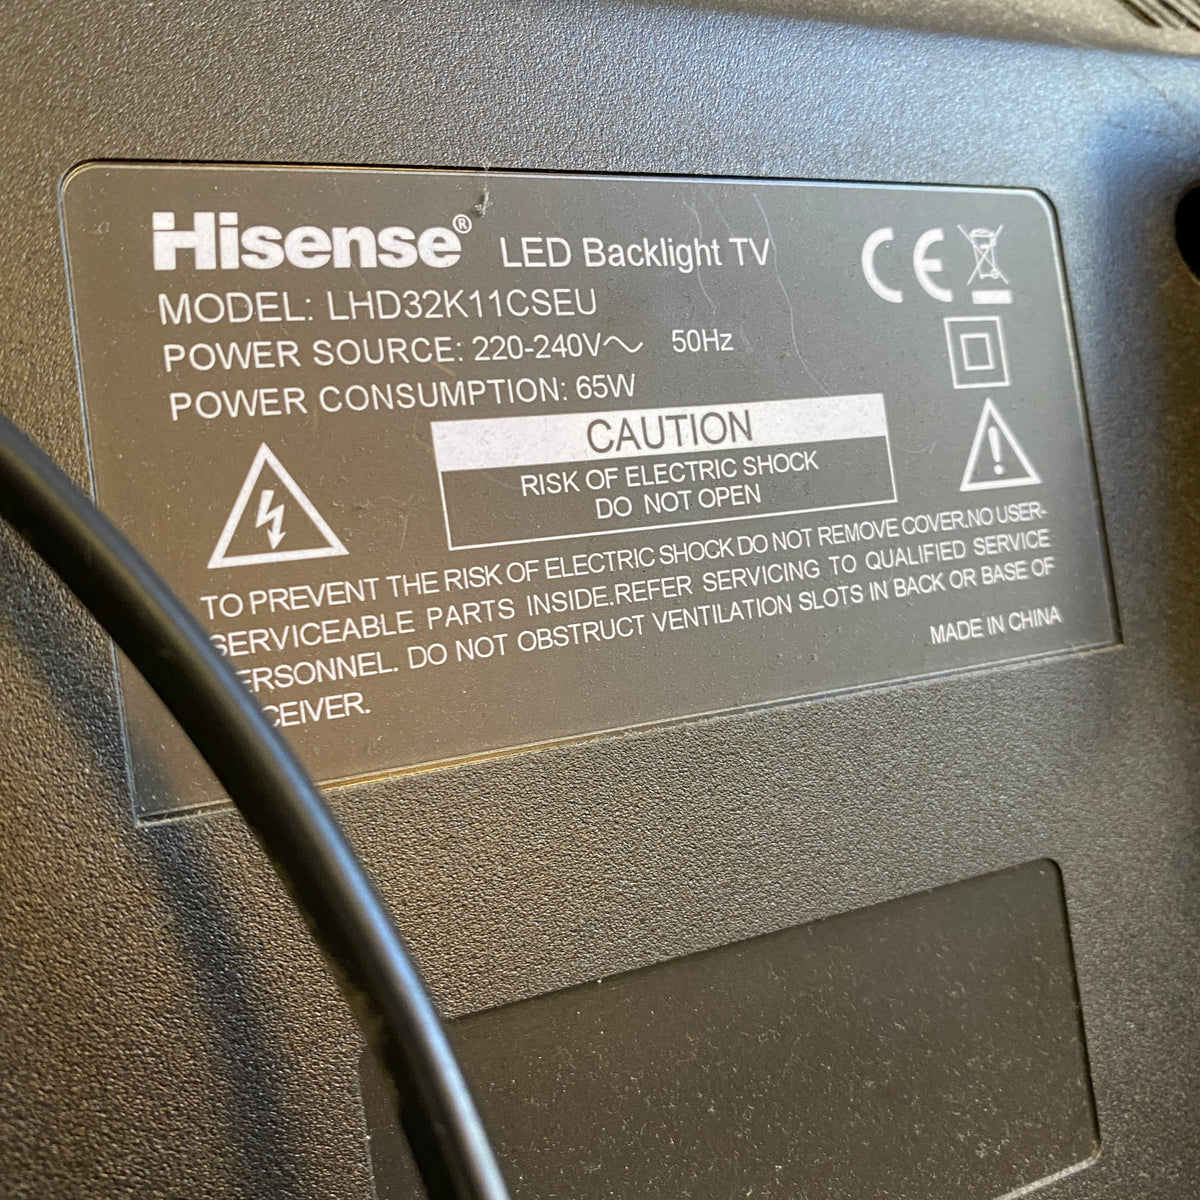 Hisense® LED Backlight TV
MODEL: LHD32K11CSEU
POWER SOURCE: 220-240V～ 50Hz
POWER CONSUMPTION: 65W
CAUTION
RISK OF ELECTRIC SHOCK
DO NOT OPEN
TO PREVENT THE RISK OF ELECTRIC SHOCK DO NOT REMOVE COVER.NO USER-
SERVICEABLE PARTS INSIDE.REFER SERVICING TO QUALIFIED SERVICE
ERSONNEL. DO NOT OBSTRUCT VENTILATION SLOTS IN BACK OR BASE OF
CEIVER.
MADE IN CHINA